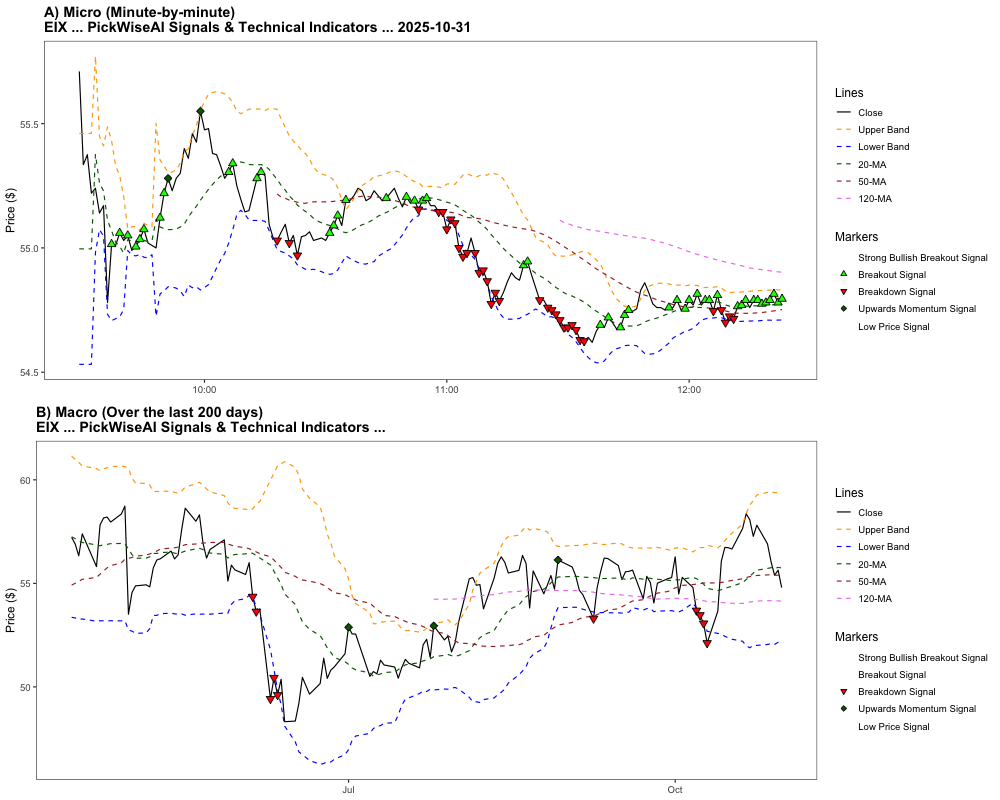 A) Micro (Minute-by-minute)
EIX ... PickWiseAI Signals & Technical Indicators ... 2025-10-31
Price ($)
55.5
55.0
54.5
10:00
11:00
12:00
Lines
Close
Upper Band
Lower Band
20-MA
50-MA
120-MA
Markers
Strong Bullish Breakout Signal
Breakout Signal
Breakdown Signal
Upwards Momentum Signal
Low Price Signal
B) Macro (Over the last 200 days)
EIX ... PickWiseAI Signals & Technical Indicators ...
Price ($)
60
55
50
Jul
Oct
Lines
Close
Upper Band
Lower Band
20-MA
50-MA
120-MA
Markers
Strong Bullish Breakout Signal
Breakout Signal
Breakdown Signal
Upwards Momentum Signal
Low Price Signal